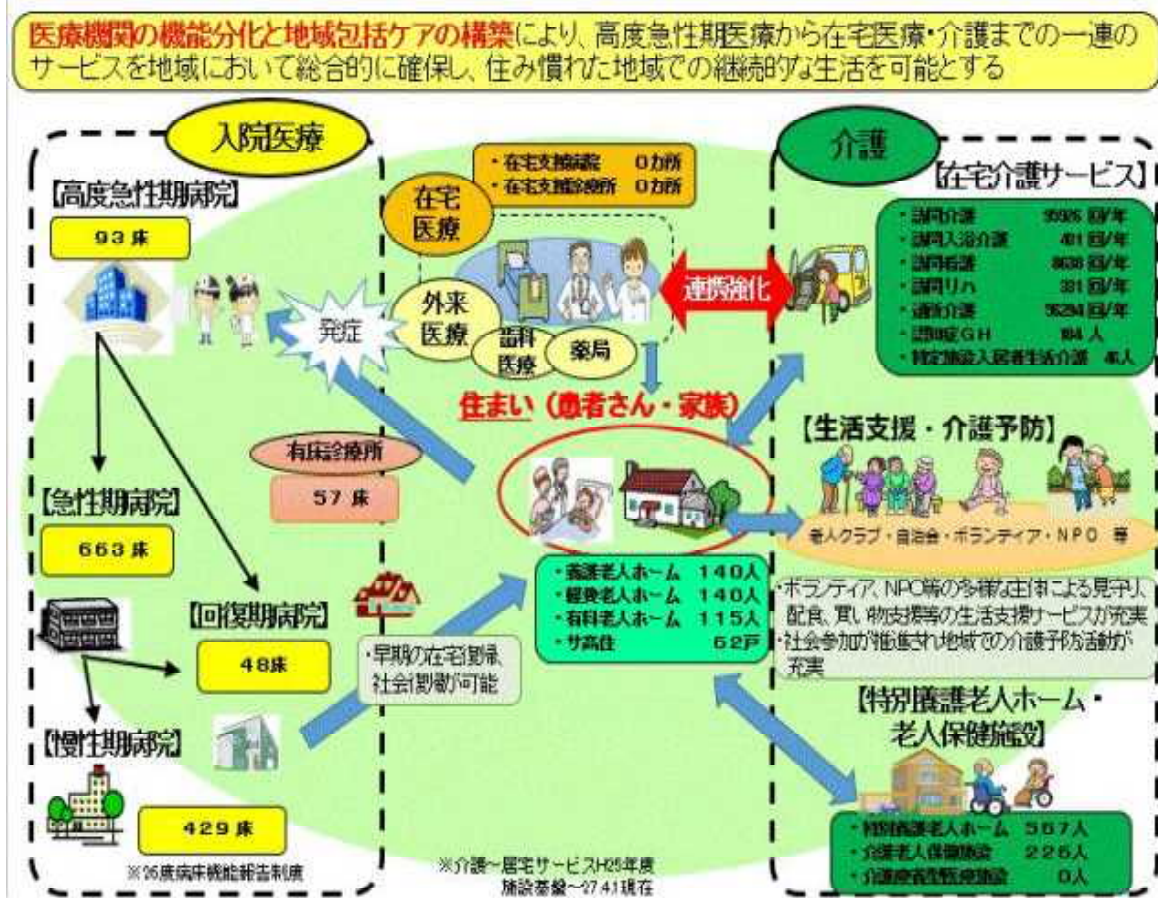 医療機関の機能分化と地域包括ケアの構築により、高度急性期医療から在宅医療・介護までの一連の
サービスを地域において総合的に確保し、住み慣れた地域での継続的な生活を可能とする
入院医療
【高度急性期病院】
93床
発症
【急性期病院】
663床
有床診療所
57床
【回復期病院】
48床
・早期の在宅復帰、
社会復帰が可能
【慢性期病院】
429床
※26度病床機能報告制度
・在宅支援病院 0カ所
・在宅支援診療所 0カ所
在宅
医療
外来
医療
歯科
医療
薬局
連携強化
住まい（患者さん・家族）
・養護老人ホーム 140人
・軽費老人ホーム 140人
・有料老人ホーム 115人
・サ高住 62戸
※介護～居宅サービスH25年度
施設基盤～27.4.1現在
介護
【在宅介護サービス】
・訪問介護 回/年
・訪問入浴介護 回/年
・訪問看護 回/年
・訪問リハ 回/年
・通所介護 回/年
・認知症GH 人
・特定施設入居者生活介護 人
【生活支援・介護予防】
老人クラブ・自治会・ボランティア・NPO 等
・ボランティア、NPO等の多様な主体による見守り、
配食、買い物支援等の生活支援サービスが充実
・社会参加が推進され地域での介護予防活動が
充実
【特別養護老人ホーム・
老人保健施設】
・特別養護老人ホーム 567人
・介護老人保健施設 226人
・介護療養型医療施設 0人